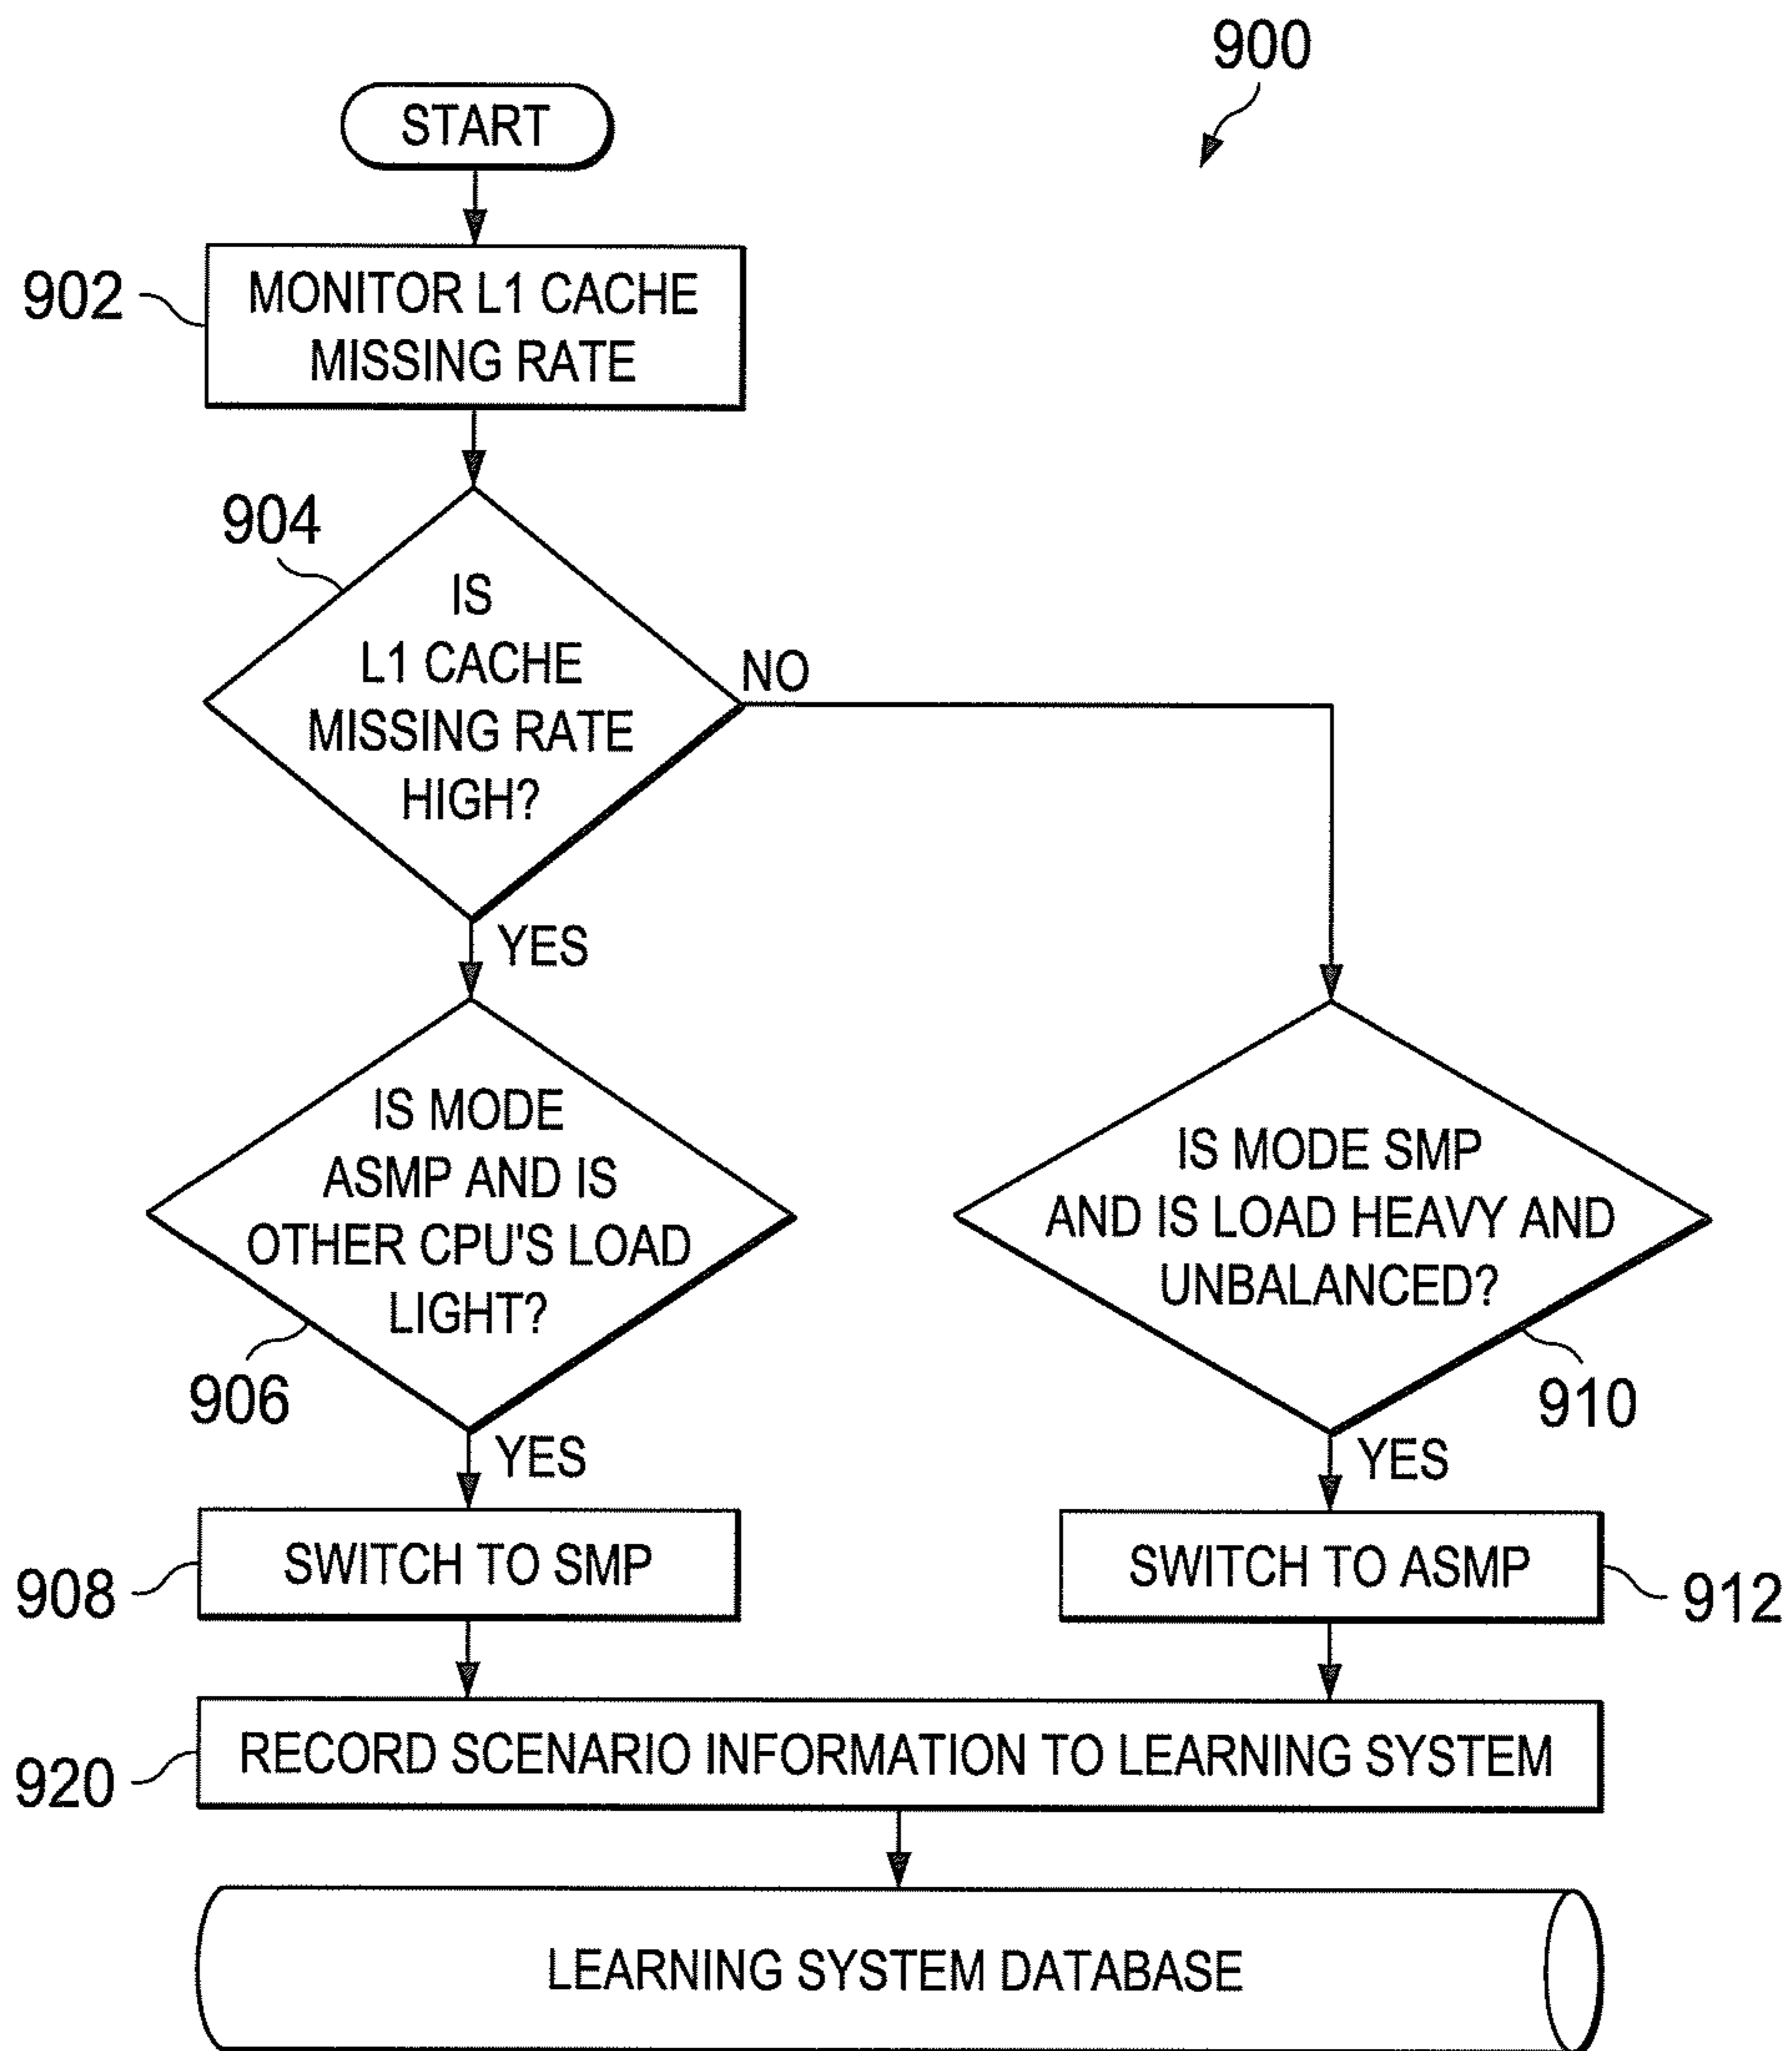 900
START
902
MONITOR L1 CACHE
MISSING RATE
904
IS
L1 CACHE
MISSING RATE
HIGH?
NO
YES
IS MODE
ASMP AND IS
OTHER CPU'S LOAD
LIGHT?
906
IS MODE SMP
AND IS LOAD HEAVY AND
UNBALANCED?
910
YES
YES
908
SWITCH TO SMP
SWITCH TO ASMP
912
920
RECORD SCENARIO INFORMATION TO LEARNING SYSTEM
LEARNING SYSTEM DATABASE